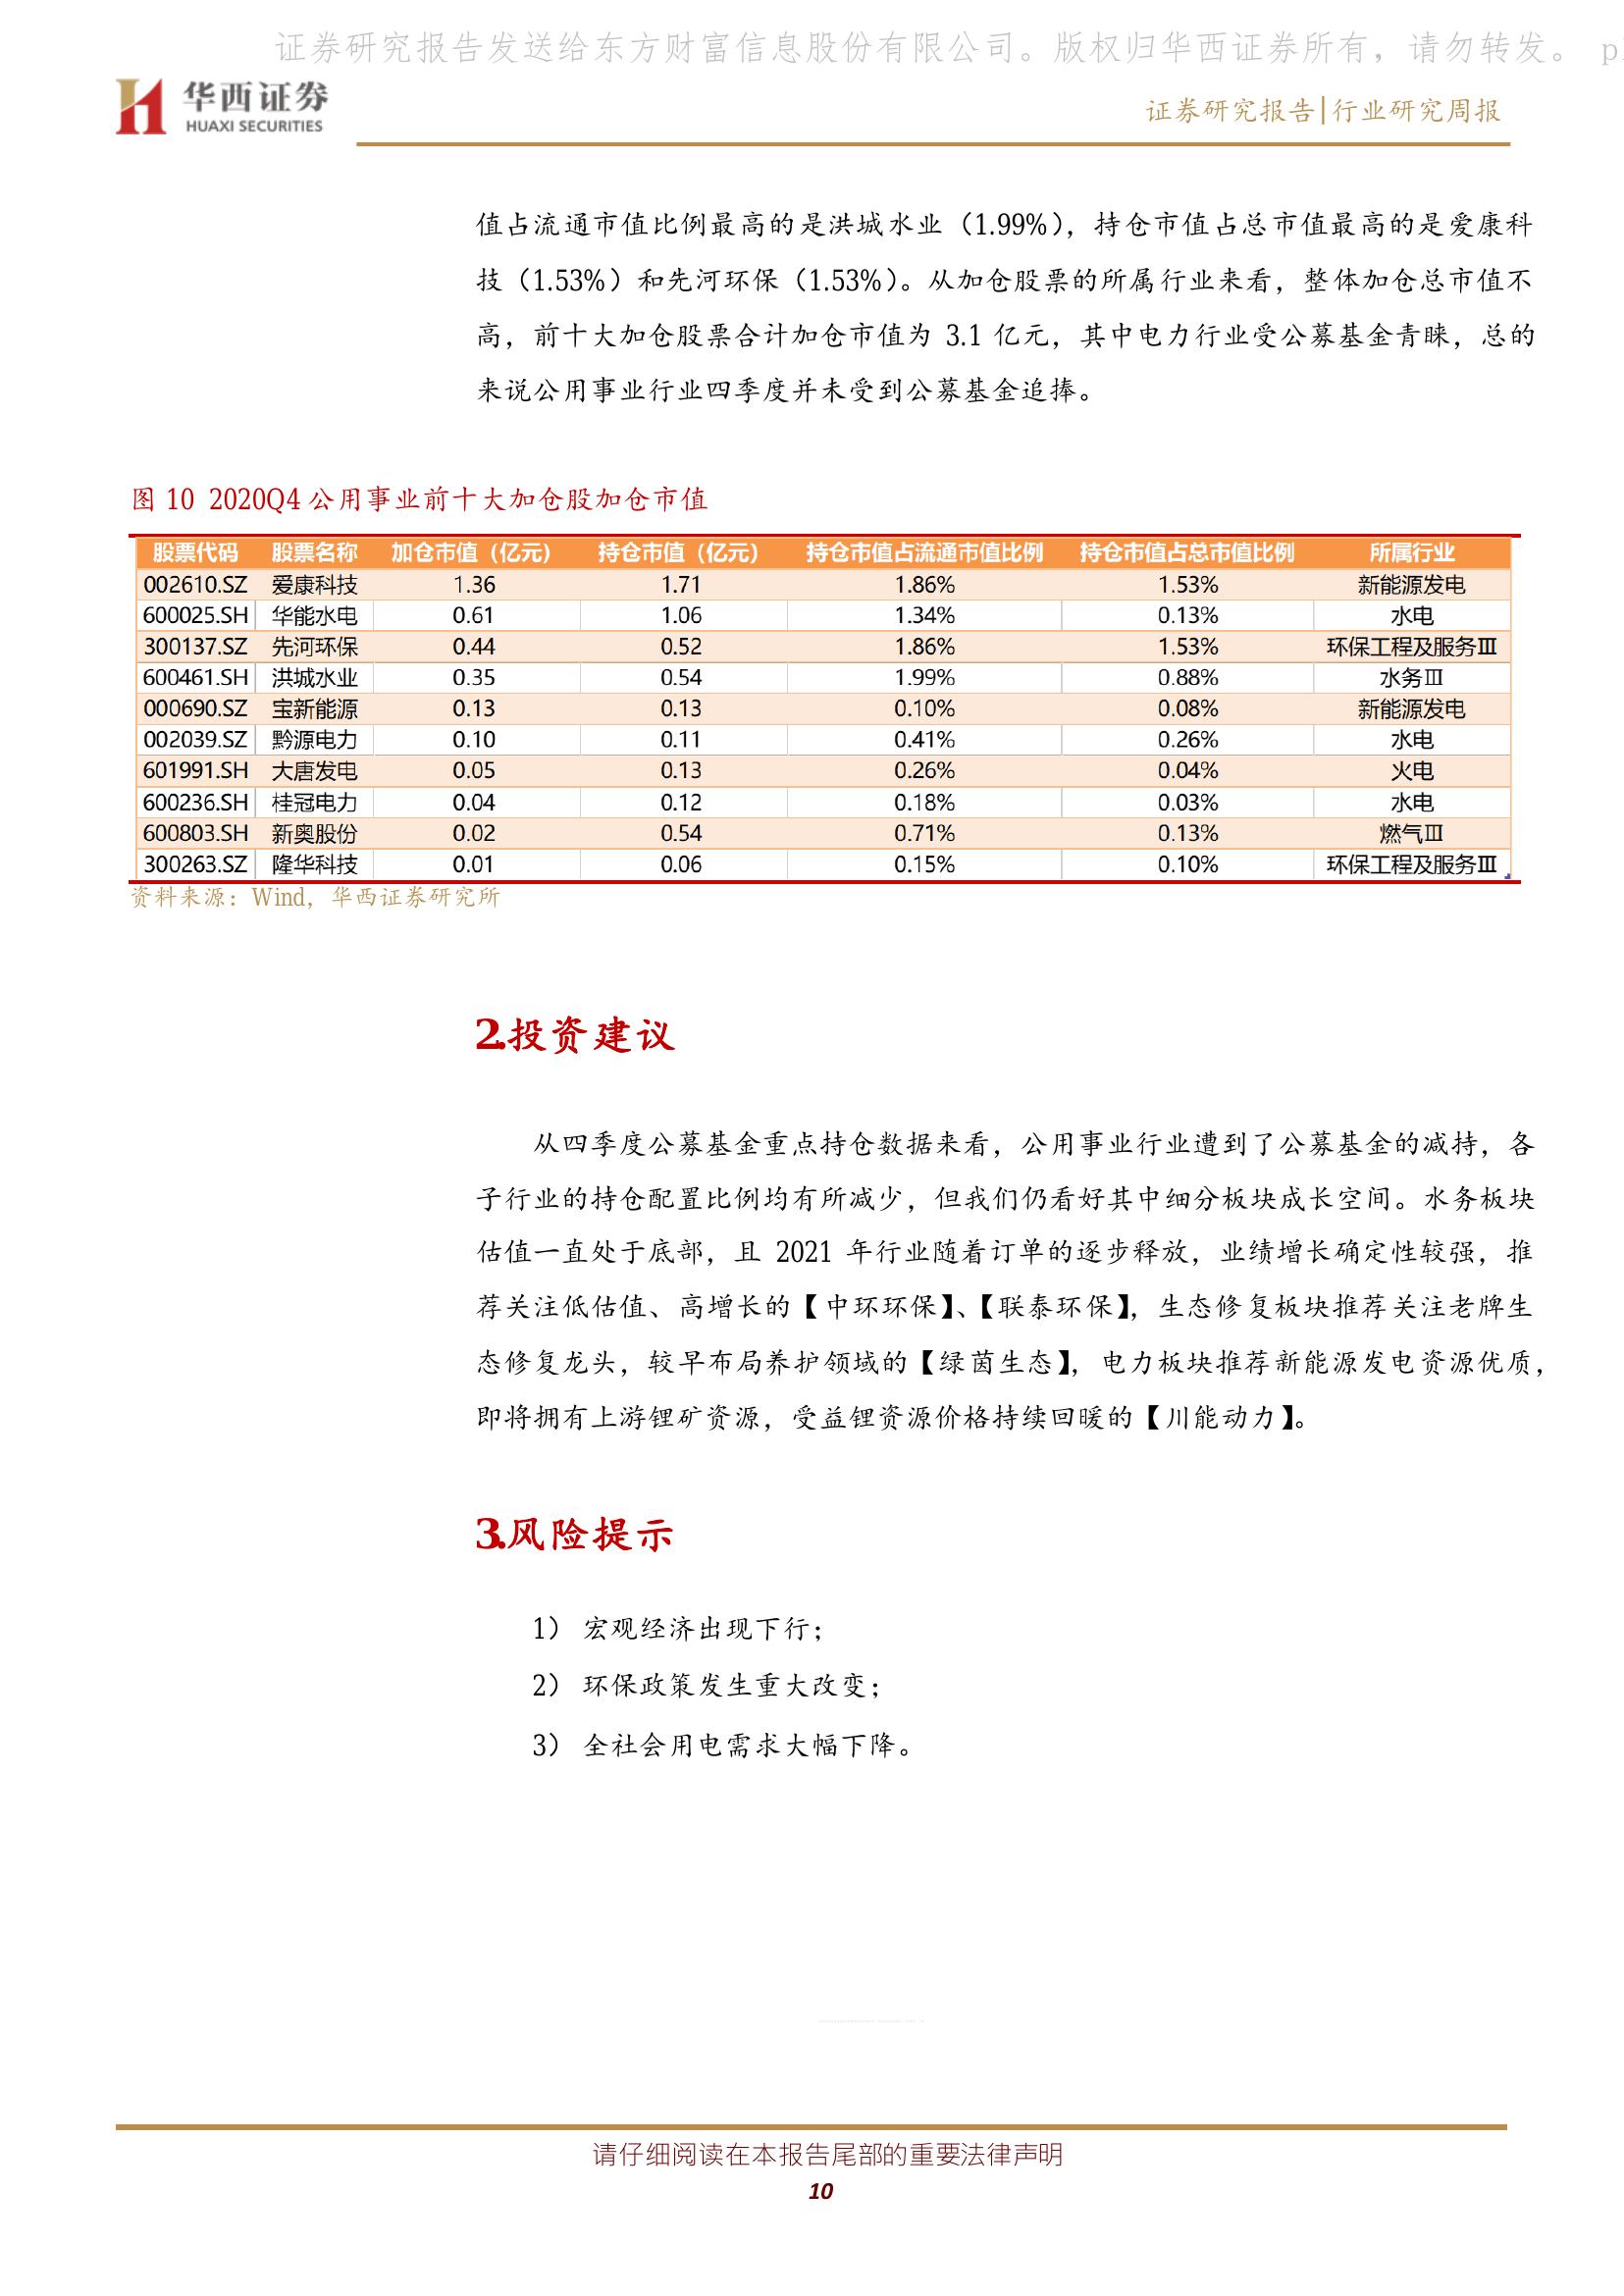 证券研究报告发送给东方财富信息股份有限公司。版权归华西证券所有，请勿转发。 p
华西证券
HUAXI SECURITIES
证券研究报告|行业研究周报
值占流通市值比例最高的是洪城水业（1.99%），持仓市值占总市值最高的是爱康科
技（1.53%）和先河环保（1.53%）。从加仓股票的所属行业来看，整体加仓总市值不
高，前十大加仓股票合计加仓市值为 3.1 亿元，其中电力行业受公募基金青睐，总的
来说公用事业行业四季度并未受到公募基金追捧。
图 10 2020Q4 公用事业前十大加仓股加仓市值
股票代码 股票名称 加仓市值（亿元） 持仓市值（亿元） 持仓市值占流通市值比例 持仓市值占总市值比例 所属行业
002610.SZ 爱康科技 1.36 1.71 1.86% 1.53% 新能源发电
600025.SH 华能水电 0.61 1.06 1.34% 0.13% 水电
300137.SZ 先河环保 0.44 0.52 1.86% 1.53% 环保工程及服务Ⅲ
600461.SH 洪城水业 0.35 0.54 1.99% 0.88% 水务Ⅲ
000690.SZ 宝新能源 0.13 0.13 0.10% 0.08% 新能源发电
002039.SZ 黔源电力 0.10 0.11 0.41% 0.26% 水电
601991.SH 大唐发电 0.05 0.13 0.26% 0.04% 火电
600236.SH 桂冠电力 0.04 0.12 0.18% 0.03% 水电
600803.SH 新奥股份 0.02 0.54 0.71% 0.13% 燃气Ⅲ
300263.SZ 隆华科技 0.01 0.06 0.15% 0.10% 环保工程及服务Ⅲ
资料来源：Wind，华西证券研究所
2.投资建议
从四季度公募基金重点持仓数据来看，公用事业行业遭到了公募基金的减持，各
子行业的持仓配置比例均有所减少，但我们仍看好其中细分板块成长空间。水务板块
估值一直处于底部，且 2021 年行业随着订单的逐步释放，业绩增长确定性较强，推
荐关注低估值、高增长的【中环环保】、【联泰环保】，生态修复板块推荐关注老牌生
态修复龙头，较早布局养护领域的【绿茵生态】，电力板块推荐新能源发电资源优质，
即将拥有上游锂矿资源，受益锂资源价格持续回暖的【川能动力】。
3.风险提示
1） 宏观经济出现下行；
2） 环保政策发生重大改变；
3） 全社会用电需求大幅下降。
请仔细阅读在本报告尾部的重要法律声明
10